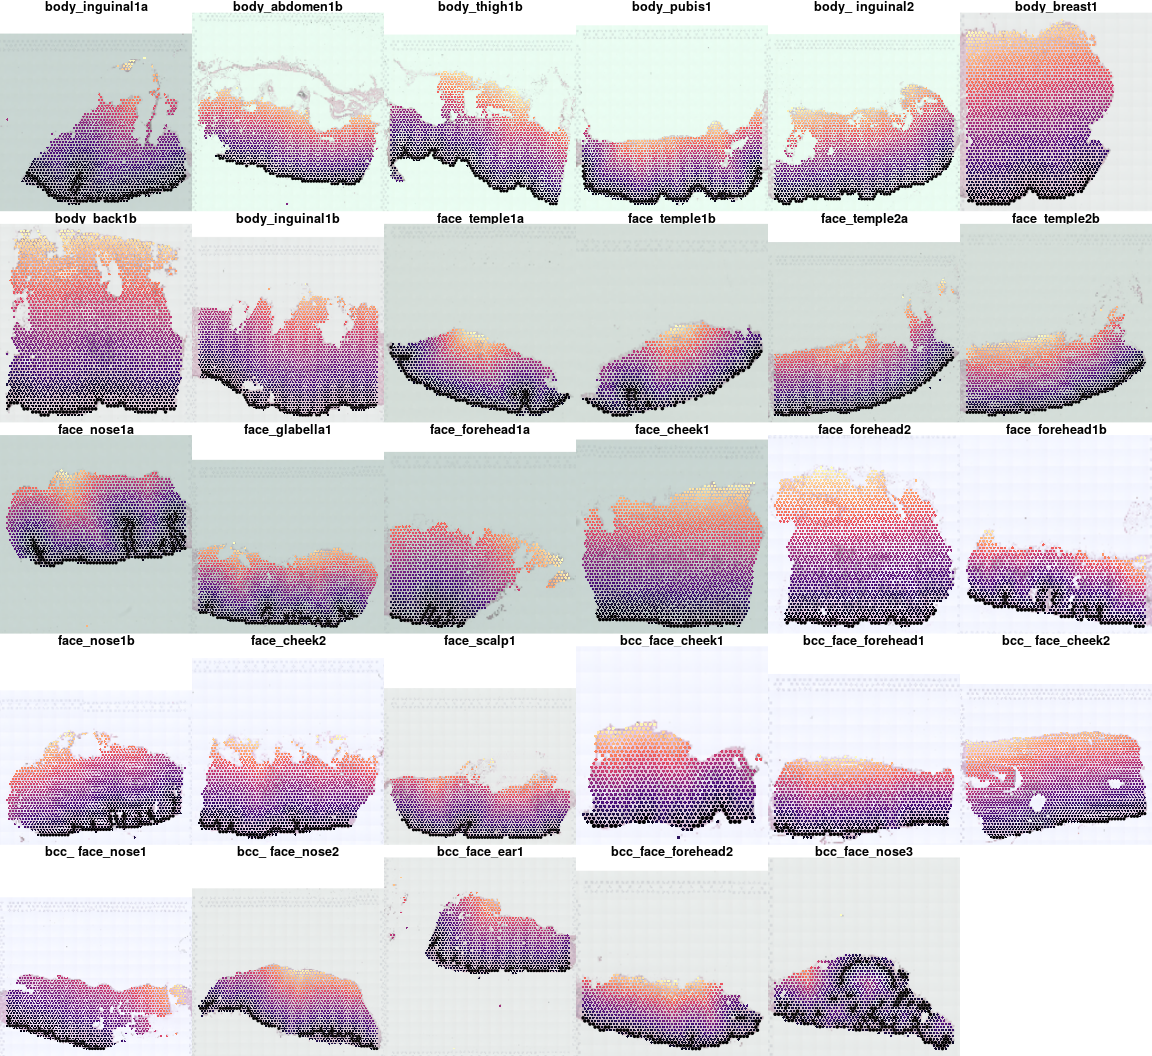 body_inguinal1a
body_abdomen1b
body_thigh1b
body_pubis1
body_ inguinal2
body_breast1
body_back1b
body_inguinal1b
face_temple1a
face_temple1b
face_temple2a
face_temple2b
face_nose1a
face_glabella1
face_forehead1a
face_cheek1
face_forehead2
face_forehead1b
face_nose1b
face_cheek2
face_scalp1
bcc_face_cheek1
bcc_face_forehead1
bcc_ face_cheek2
bcc_ face_nose1
bcc_ face_nose2
bcc_face_ear1
bcc_face_forehead2
bcc_face_nose3